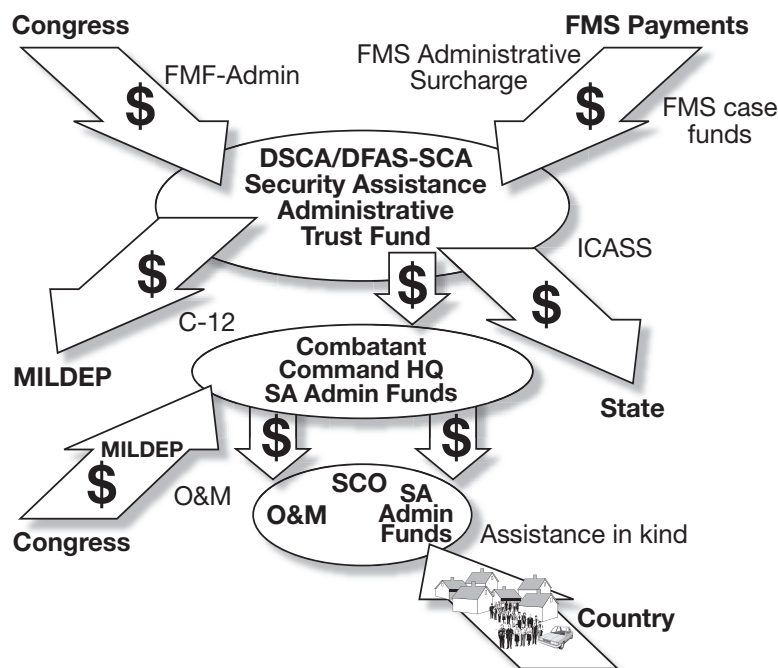 Congress
FMS Payments
FMF-Admin
FMS Administrative
Surcharge
$
$
FMS case
funds
DSCA/DFAS-SCA
Security Assistance
Administrative
Trust Fund
ICASS
$
$
$
C-12
MILDEP
Combatant
Command HQ
SA Admin Funds
State
$
$
MILDEP
$
O&M
Congress
SCO
O&M
SA
Admin
Funds
Assistance in kind
Country